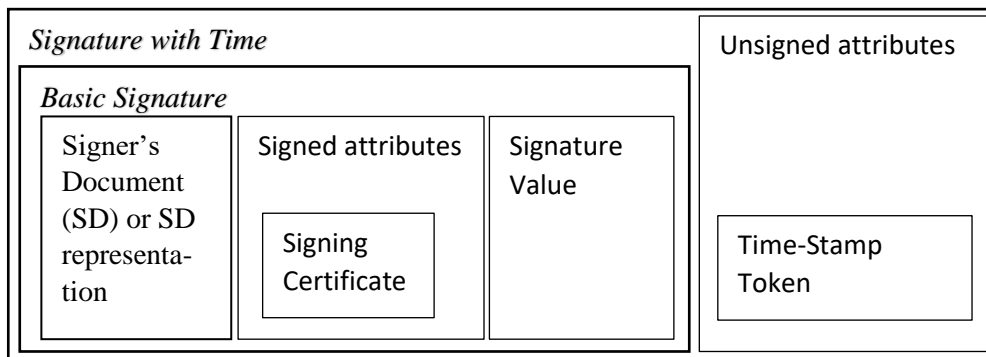 Signature with Time
Unsigned attributes
Basic Signature
Signer’s
Document
(SD) or SD
representa-
tion
Signed attributes
Signing
Certificate
Signature
Value
Time-Stamp
Token